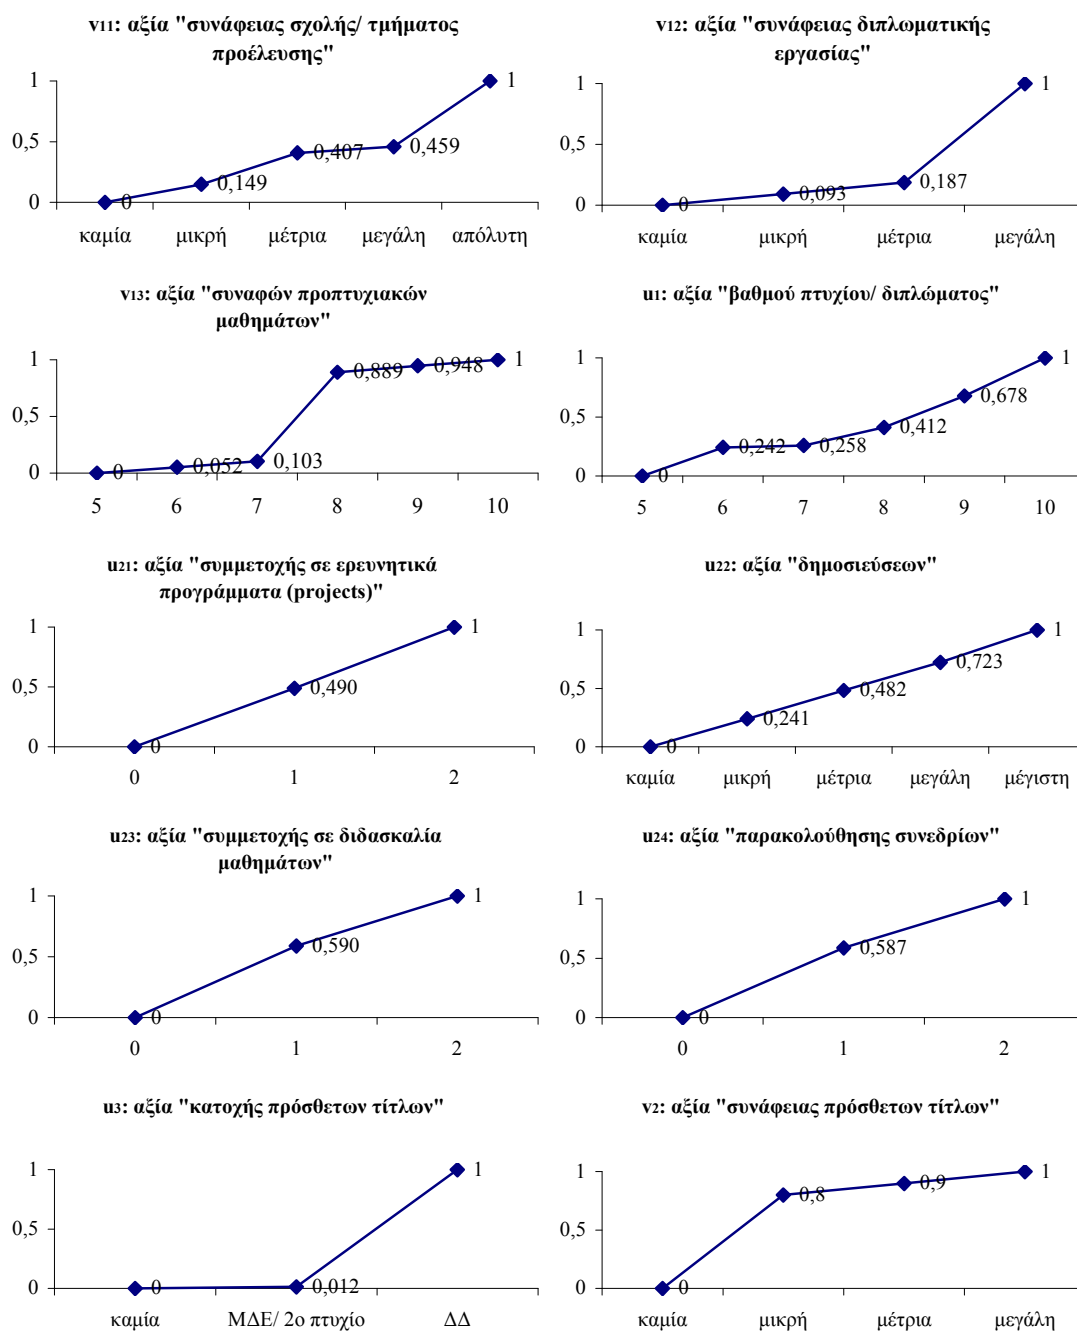 v11: αξία "συνάφειας σχολής/ τμήματος
προέλευσης"
1
0,5
0
0
0,149
0,407
0,459
1
καμία μικρή μέτρια μεγάλη απόλυτη
v12: αξία "συνάφειας διπλωματικής
εργασίας"
1
0,5
0
0
0,093
0,187
1
καμία μικρή μέτρια μεγάλη
v13: αξία "συναφών προπτυχιακών
μαθημάτων"
1
0,5
0
0
0,052
0,103
0,889
0,948
1
5 6 7 8 9 10
u1: αξία "βαθμού πτυχίου/ διπλώματος"
1
0,5
0
0
0,242
0,258
0,412
0,678
1
5 6 7 8 9 10
u21: αξία "συμμετοχής σε ερευνητικά
προγράμματα (projects)"
1
0,5
0
0
0,490
1
0 1 2
u22: αξία "δημοσιεύσεων"
1
0,5
0
0
0,241
0,482
0,723
1
καμία μικρή μέτρια μεγάλη μέγιστη
u23: αξία "συμμετοχής σε διδασκαλία
μαθημάτων"
1
0,5
0
0
0,590
1
0 1 2
u24: αξία "παρακολούθησης συνεδρίων"
1
0,5
0
0
0,587
1
0 1 2
u3: αξία "κατοχής πρόσθετων τίτλων"
1
0,5
0
0
0,012
1
καμία ΜΔΕ/ 2ο πτυχίο ΔΔ
v2: αξία "συνάφειας πρόσθετων τίτλων"
1
0,5
0
0
0,8
0,9
1
καμία μικρή μέτρια μεγάλη